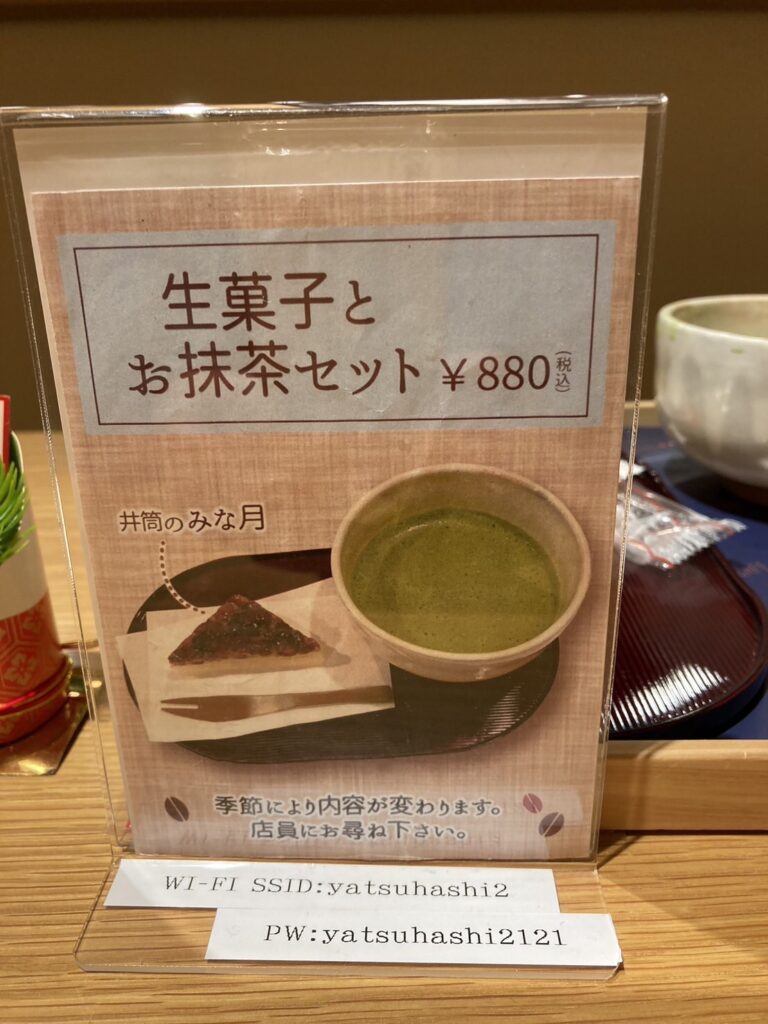 生菓子と
お抹茶セット ¥880(税込)
井筒のみな月
季節により内容が変わります。
店員にお尋ね下さい。
WI-FI SSID:yatsuhashi2
PW:yatsuhashi2121